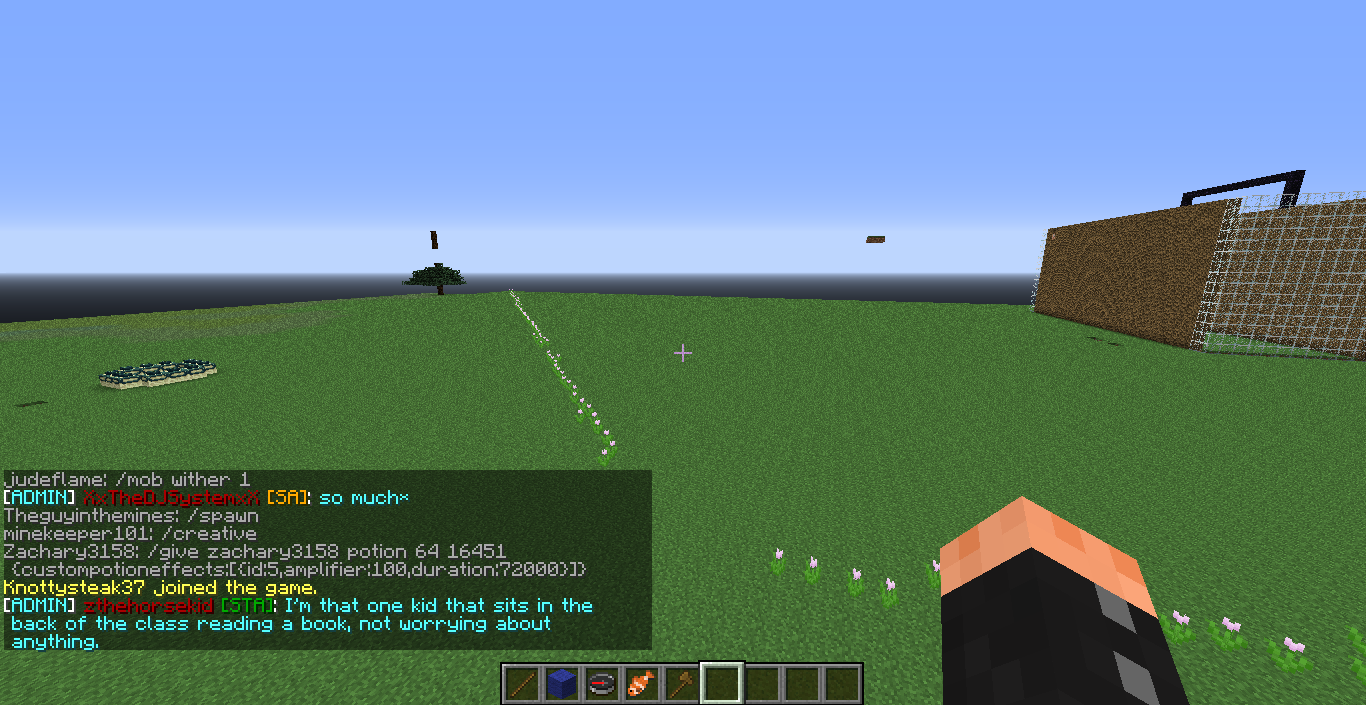 judeflame: /mob wither 1
[ADMIN] XxTheDJSystemxX [SA]: so much*
Theguyinthemines: /spawn
minekeeper101: /creative
Zachary3158: /give zachary3158 potion 64 16451
{custompotioneffects:[{id:5,amplifier:100,duration:72000}]}
Knottysteak37 joined the game.
[ADMIN] zthehorsekid [STA]: I'm that one kid that sits in the
back of the class reading a book, not worrying about
anything.